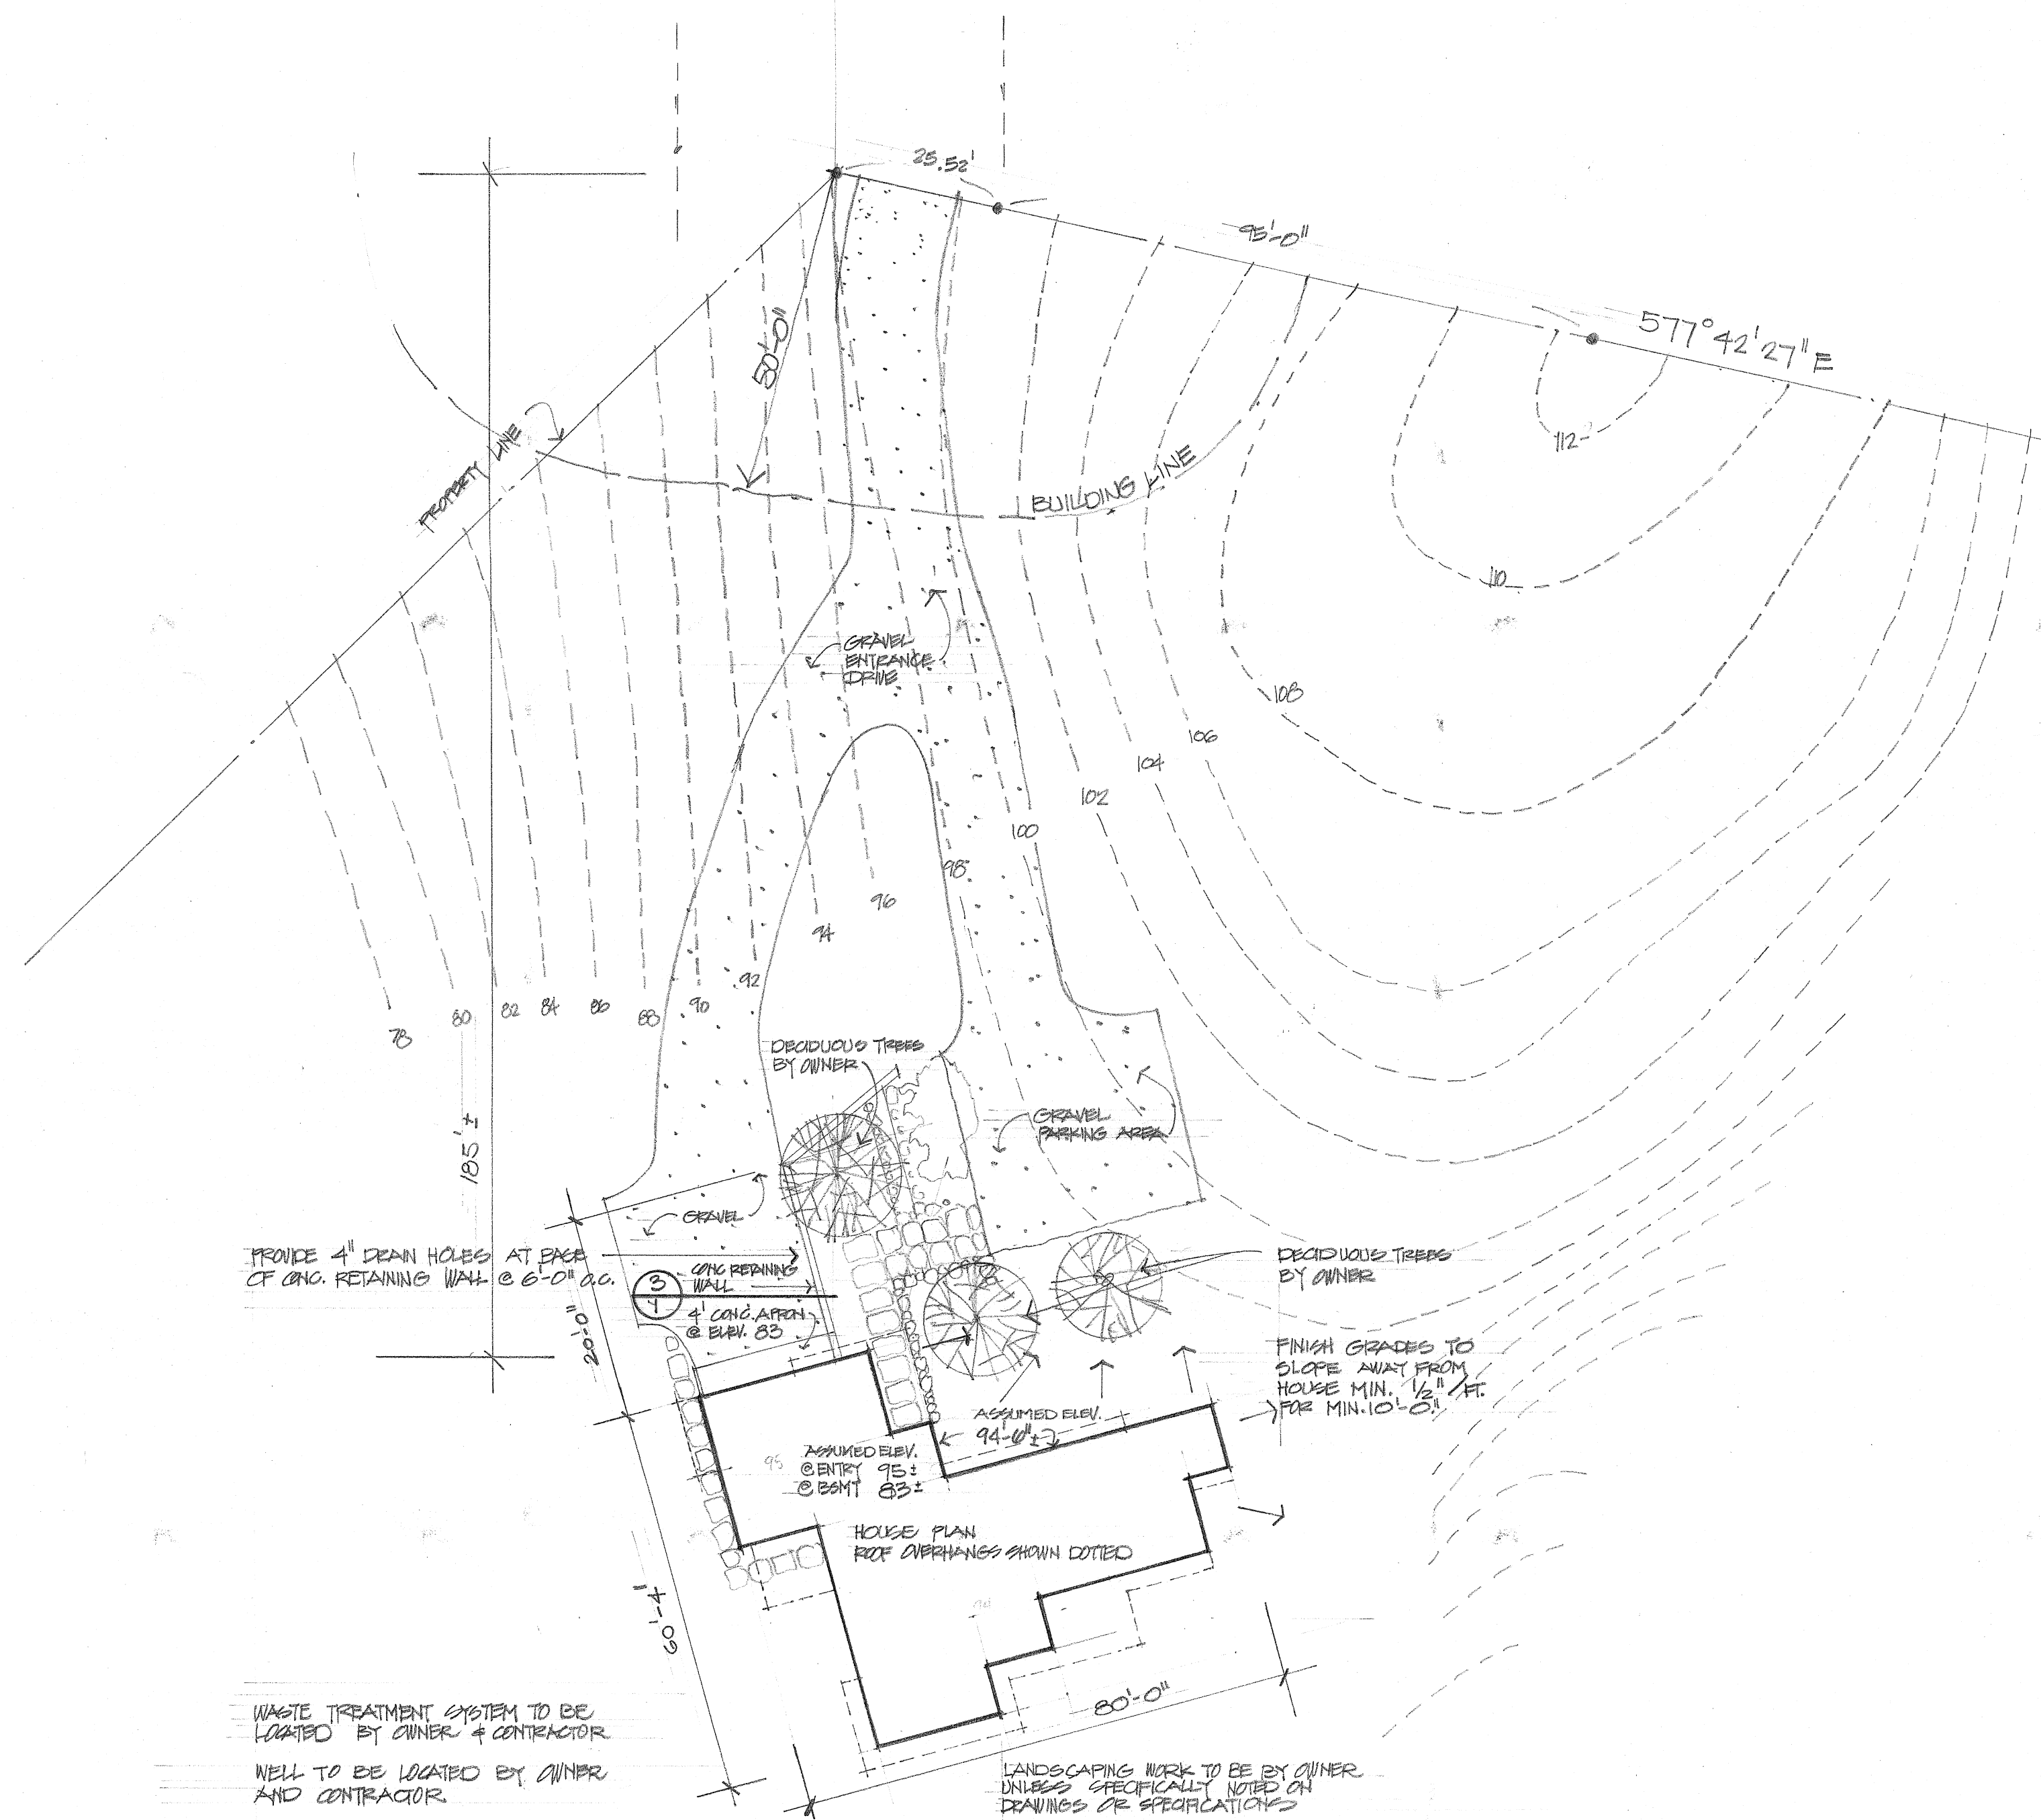 25.52'
95'-0"
S77°42'27"E
50'-0"
PROPERTY LINE
BUILDING LINE
112
110
108
106
104
102
100
98
96
94
92
90
88
86
84
82
80
78
GRAVEL
ENTRANCE
DRIVE
185'±
DECIDUOUS TREES
BY OWNER
GRAVEL
PARKING AREA
GRAVEL
PROVIDE 4" DRAIN HOLES AT BASE
OF CONC. RETAINING WALL @ 6'-0" O.C.
3
4
CONC RETAINING
WALL
4' CONC. APRON
@ ELEV. 83
DECIDUOUS TREES
BY OWNER
20'-0"
FINISH GRADES TO
SLOPE AWAY FROM
HOUSE MIN. 1/2"/FT.
FOR MIN. 10'-0".
ASSUMED ELEV.
94'-6"±
95
ASSUMED ELEV.
@ ENTRY 95±
@ BSMT 83±
HOUSE PLAN
ROOF OVERHANGS SHOWN DOTTED
60'-4"
80'-0"
WASTE TREATMENT SYSTEM TO BE
LOCATED BY OWNER & CONTRACTOR
WELL TO BE LOCATED BY OWNER
AND CONTRACTOR
LANDSCAPING WORK TO BE BY OWNER
UNLESS SPECIFICALLY NOTED ON
DRAWINGS OR SPECIFICATIONS